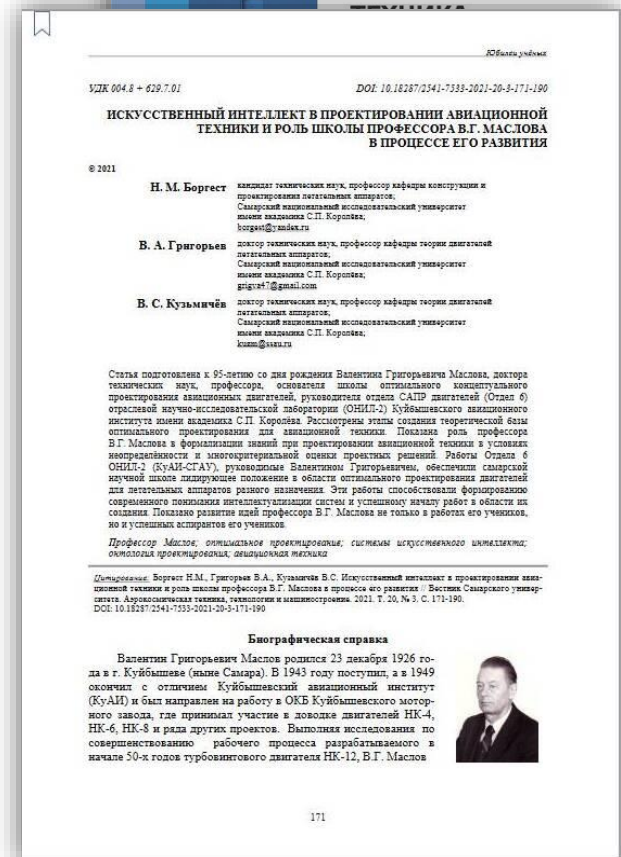 ТЕХНИКА
Юбилеи учёных
УДК 004.8 + 629.7.01
DOI: 10.18287/2541-7533-2021-20-3-171-190
ИСКУССТВЕННЫЙ ИНТЕЛЛЕКТ В ПРОЕКТИРОВАНИИ АВИАЦИОННОЙ
ТЕХНИКИ И РОЛЬ ШКОЛЫ ПРОФЕССОРА В.Г. МАСЛОВА
В ПРОЦЕССЕ ЕГО РАЗВИТИЯ
© 2021
Н. М. Боргест
кандидат технических наук, профессор кафедры конструкции и
проектирования летательных аппаратов;
Самарский национальный исследовательский университет
имени академика С.П. Королёва;
borgest@yandex.ru
В. А. Григорьев
доктор технических наук, профессор кафедры теории двигателей
летательных аппаратов;
Самарский национальный исследовательский университет
имени академика С.П. Королёва;
grigva47@gmail.com
В. С. Кузьмичёв
доктор технических наук, профессор кафедры теории двигателей
летательных аппаратов;
Самарский национальный исследовательский университет
имени академика С.П. Королёва;
kuzm@ssau.ru
Статья подготовлена к 95-летию со дня рождения Валентина Григорьевича Маслова, доктора
технических наук, профессора, основателя школы оптимального концептуального
проектирования авиационных двигателей, руководителя отдела САПР двигателей (Отдел 6)
отраслевой научно-исследовательской лаборатории (ОНИЛ-2) Куйбышевского авиационного
института имени академика С.П. Королёва. Рассмотрены этапы создания теоретической базы
оптимального проектирования для авиационной техники. Показана роль профессора
В.Г. Маслова в формализации знаний при проектировании авиационной техники в условиях
неопределённости и многокритериальной оценки проектных решений. Работы Отдела 6
ОНИЛ-2 (КуАИ-СГАУ), руководимые Валентином Григорьевичем, обеспечили самарской
научной школе лидирующее положение в области оптимального проектирования двигателей
для летательных аппаратов разного назначения. Эти работы способствовали формированию
современного понимания интеллектуализации систем и успешному началу работ в области их
создания. Показано развитие идей профессора В.Г. Маслова не только в работах его учеников,
но и успешных аспирантов его учеников.
Профессор Маслов; оптимальное проектирование; системы искусственного интеллекта;
онтология проектирования; авиационная техника
Цитирование: Боргест Н.М., Григорьев В.А., Кузьмичёв В.С. Искусственный интеллект в проектировании авиа-
ционной техники и роль школы профессора В.Г. Маслова в процессе его развития // Вестник Самарского универ-
ситета. Аэрокосмическая техника, технологии и машиностроение. 2021. Т. 20, № 3. С. 171-190.
DOI: 10.18287/2541-7533-2021-20-3-171-190
Биографическая справка
Валентин Григорьевич Маслов родился 23 декабря 1926 го-
да в г. Куйбышеве (ныне Самара). В 1943 году поступил, а в 1949
окончил с отличием Куйбышевский авиационный институт
(КуАИ) и был направлен на работу в ОКБ Куйбышевского мотор-
ного завода, где принимал участие в доводке двигателей НК-4,
НК-6, НК-8 и ряда других проектов. Выполняя исследования по
совершенствованию рабочего процесса разрабатываемого в
начале 50-х годов турбовинтового двигателя НК-12, В.Г. Маслов
171